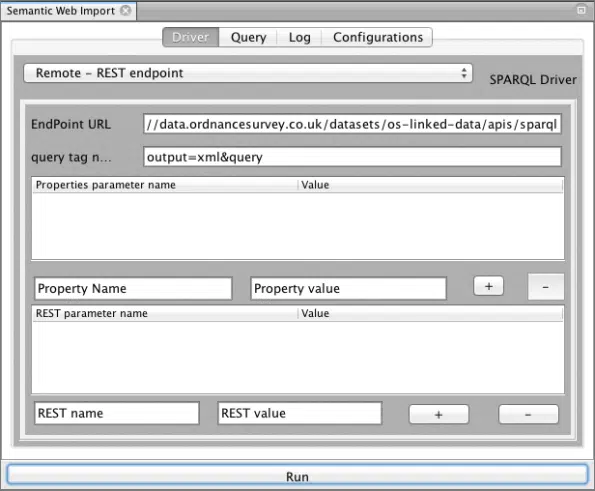 Semantic Web Import
Driver Query Log Configurations
Remote – REST endpoint
SPARQL Driver
EndPoint URL //data.ordnancesurvey.co.uk/datasets/os-linked-data/apis/sparql
query tag n... output=xml&query
Properties parameter name Value
Property Name Property value + -
REST parameter name Value
REST name REST value + -
Run